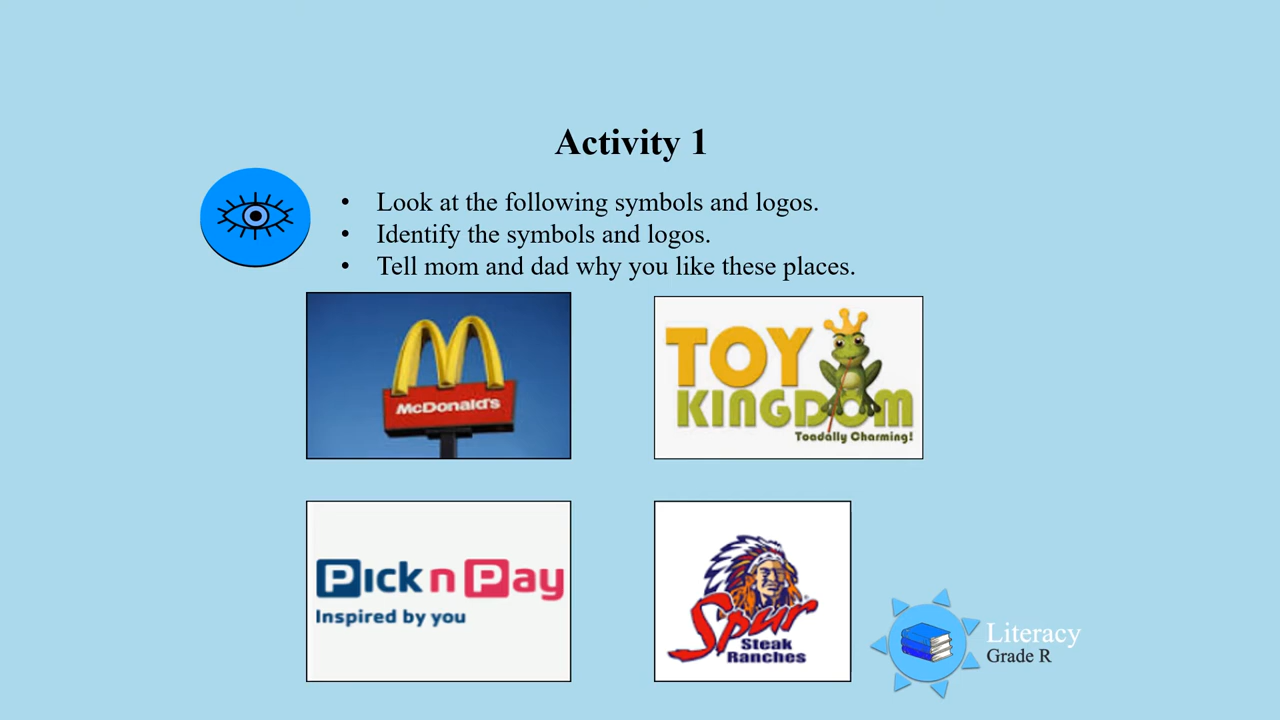 Activity 1
• Look at the following symbols and logos.
• Identify the symbols and logos.
• Tell mom and dad why you like these places.
McDonald's
TOY
KINGDOM
Toadally Charming!
Pick n Pay
Inspired by you
Spur
Steak
Ranches
Literacy
Grade R